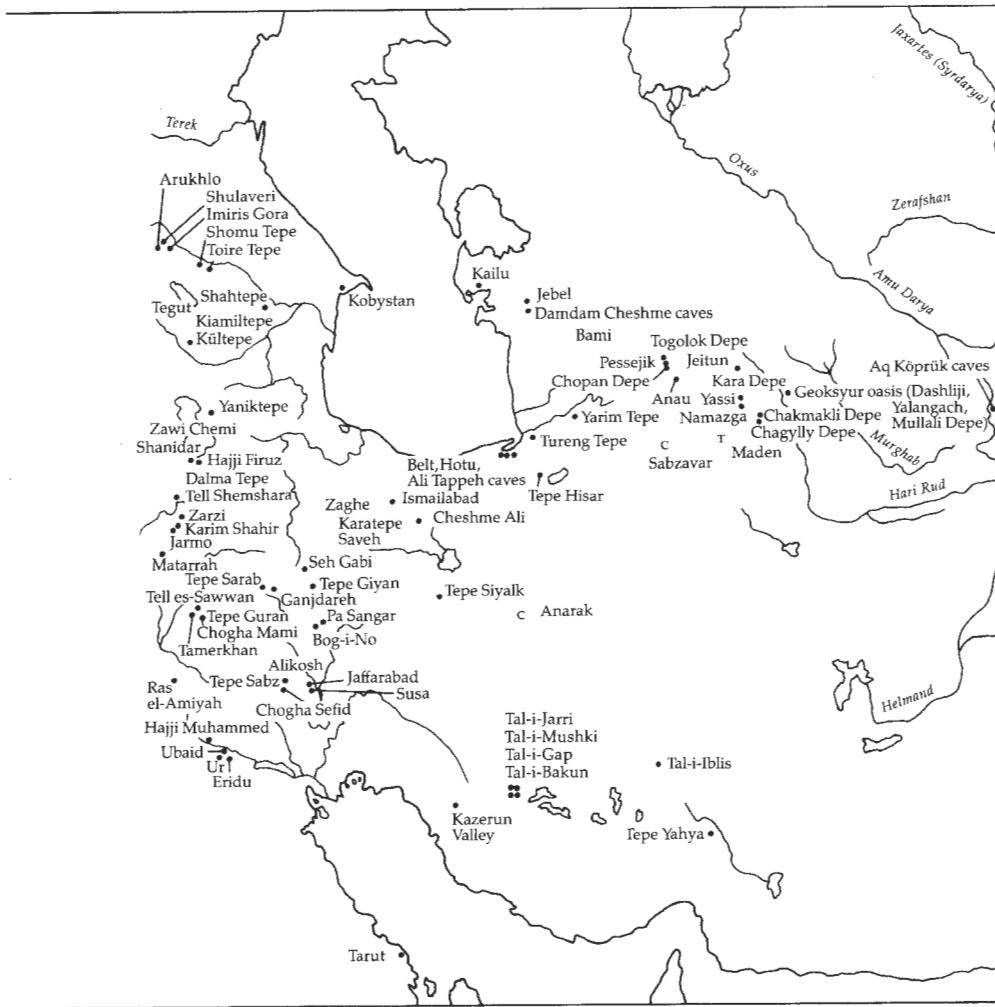 Jaxartes (Syrdarya)
Terek
Oxus
Arukhlo
Shulaveri
Imiris Gora
Shomu Tepe
Toire Tepe
Zerafshan
Amu Darya
Shahtepe
Tegut
Kiamiltepe
Kültepe
Kobystan
Kailu
Jebel
Damdam Cheshme caves
Bami
Togolok Depe
Pessejik
Jeitun
Chopan Depe
Kara Depe
Anau
Yassi
Namazga
Aq Köprük caves
Geoksyur oasis (Dashliji,
Yalangach,
Mullali Depe)
Chakmakli Depe
Chagylly Depe
Murghab
Hari Rud
Yarim Tepe
Tureng Tepe
C
Sabzavar
T
Maden
Yaniktepe
Zawi Chemi
Shanidar
Hajji Firuz
Dalma Tepe
Tell Shemshara
Zarzi
Karim Shahir
Jarmo
Matarrah
Belt, Hotu,
Ali Tappeh caves
Tepe Hisar
Ismailabad
Zaghe
Karatepe
Saveh
Cheshme Ali
Seh Gabi
Tepe Sarab
Tepe Giyan
Ganjdareh
Tell es-Sawwan
Tepe Guran
Chogha Mami
Tamerkhan
Pa Sangar
Bog-i-No
Tepe Siyalk
C Anarak
Alikosh
Tepe Sabz
Jaffarabad
Susa
Chogha Sefid
Ras
el-Amiyah
Hajji Muhammed
Ubaid
Ur
Eridu
Helmand
Tal-i-Jarri
Tal-i-Mushki
Tal-i-Gap
Tal-i-Bakun
Tal-i-Iblis
Kazerun
Valley
Tepe Yahya
Tarut